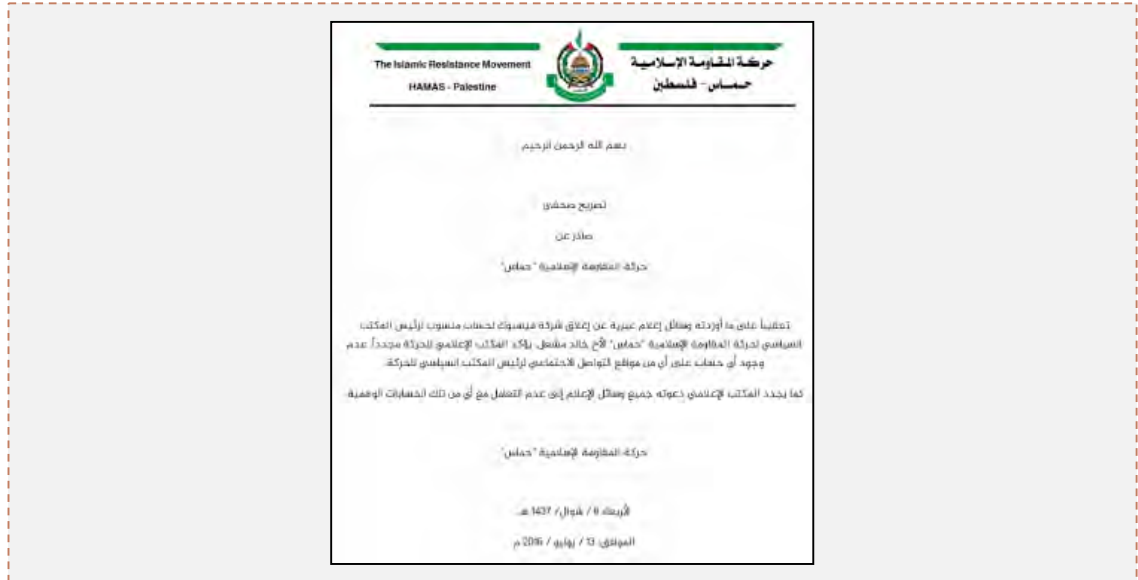 حركة المقاومة الإسلامية
حماس - فلسطين
The Islamic Resistance Movement
HAMAS - Palestine
بسم الله الرحمن الرحيم
تصريح صحفي
صادر عن
حركة المقاومة الإسلامية "حماس"
تعقيباً على ما أوردته وسائل إعلام عبرية عن إغلاق شركة فيسبوك لحساب منسوب لرئيس المكتب
السياسي لحركة المقاومة الإسلامية "حماس" الأخ خالد مشعل، يؤكد المكتب الإعلامي للحركة مجدداً، عدم
وجود أي حساب على أي من مواقع التواصل الاجتماعي لرئيس المكتب السياسي للحركة.
كما يجدد المكتب الإعلامي دعوته جميع وسائل الإعلام إلى عدم التعامل مع أي من تلك الحسابات الوهمية.
حركة المقاومة الإسلامية "حماس"
الأربعاء / شوال / 1437 هـ
الموافق: 13 / يوليو / 2016 م